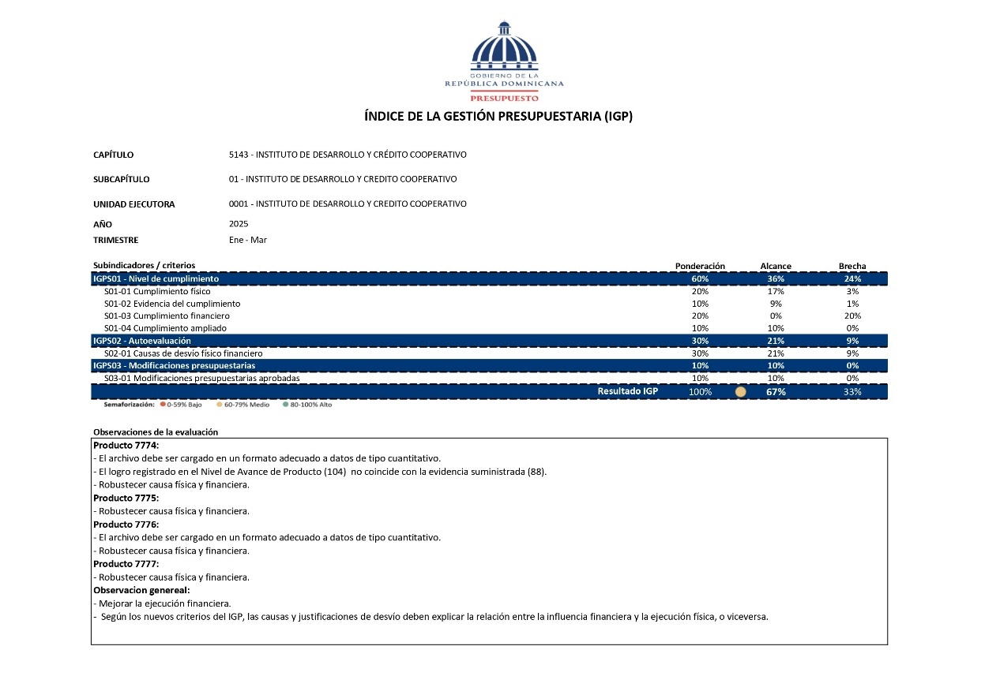 GOBIERNO DE LA
REPÚBLICA DOMINICANA
PRESUPUESTO
ÍNDICE DE LA GESTIÓN PRESUPUESTARIA (IGP)
CAPÍTULO 5143 - INSTITUTO DE DESARROLLO Y CRÉDITO COOPERATIVO
SUBCAPÍTULO 01 - INSTITUTO DE DESARROLLO Y CREDITO COOPERATIVO
UNIDAD EJECUTORA 0001 - INSTITUTO DE DESARROLLO Y CREDITO COOPERATIVO
AÑO 2025
TRIMESTRE Ene - Mar
Subindicadores / criterios Ponderación Alcance Brecha
IGPS01 - Nivel de cumplimiento 60% 36% 24%
S01-01 Cumplimiento físico 20% 17% 3%
S01-02 Evidencia del cumplimiento 10% 9% 1%
S01-03 Cumplimiento financiero 20% 0% 20%
S01-04 Cumplimiento ampliado 10% 10% 0%
IGPS02 - Autoevaluación 30% 21% 9%
S02-01 Causas de desvío físico financiero 30% 21% 9%
IGPS03 - Modificaciones presupuestarias 10% 10% 0%
S03-01 Modificaciones presupuestarias aprobadas 10% 10% 0%
Resultado IGP 100% 67% 33%
Semaforización: 0-59% Bajo 60-79% Medio 80-100% Alto
Observaciones de la evaluación
Producto 7774:
- El archivo debe ser cargado en un formato adecuado a datos de tipo cuantitativo.
- El logro registrado en el Nivel de Avance de Producto (104) no coincide con la evidencia suministrada (88).
- Robustecer causa física y financiera.
Producto 7775:
- Robustecer causa física y financiera.
Producto 7776:
- El archivo debe ser cargado en un formato adecuado a datos de tipo cuantitativo.
- Robustecer causa física y financiera.
Producto 7777:
- Robustecer causa física y financiera.
Observacion genereal:
- Mejorar la ejecución financiera.
- Según los nuevos criterios del IGP, las causas y justificaciones de desvío deben explicar la relación entre la influencia financiera y la ejecución física, o viceversa.